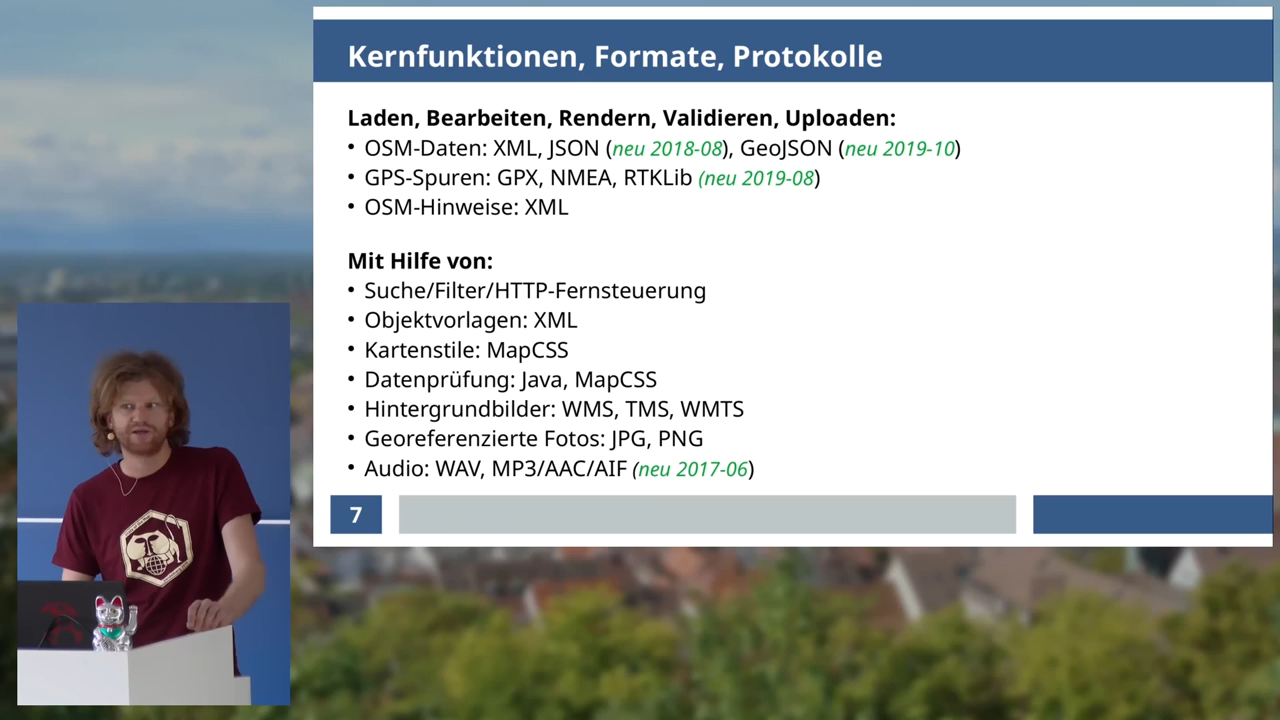 Kernfunktionen, Formate, Protokolle
Laden, Bearbeiten, Rendern, Validieren, Uploaden:
• OSM-Daten: XML, JSON (neu 2018-08), GeoJSON (neu 2019-10)
• GPS-Spuren: GPX, NMEA, RTKLib (neu 2019-08)
• OSM-Hinweise: XML
Mit Hilfe von:
• Suche/Filter/HTTP-Fernsteuerung
• Objektvorlagen: XML
• Kartenstile: MapCSS
• Datenprüfung: Java, MapCSS
• Hintergrundbilder: WMS, TMS, WMTS
• Georeferenzierte Fotos: JPG, PNG
• Audio: WAV, MP3/AAC/AIF (neu 2017-06)
7